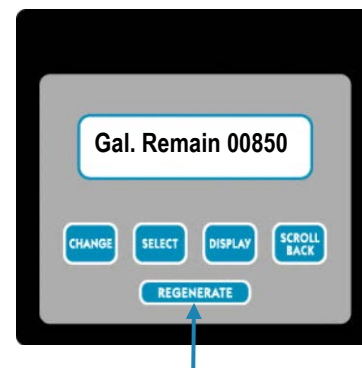 Gal. Remain 00850
CHANGE SELECT DISPLAY SCROLL
BACK
REGENERATE